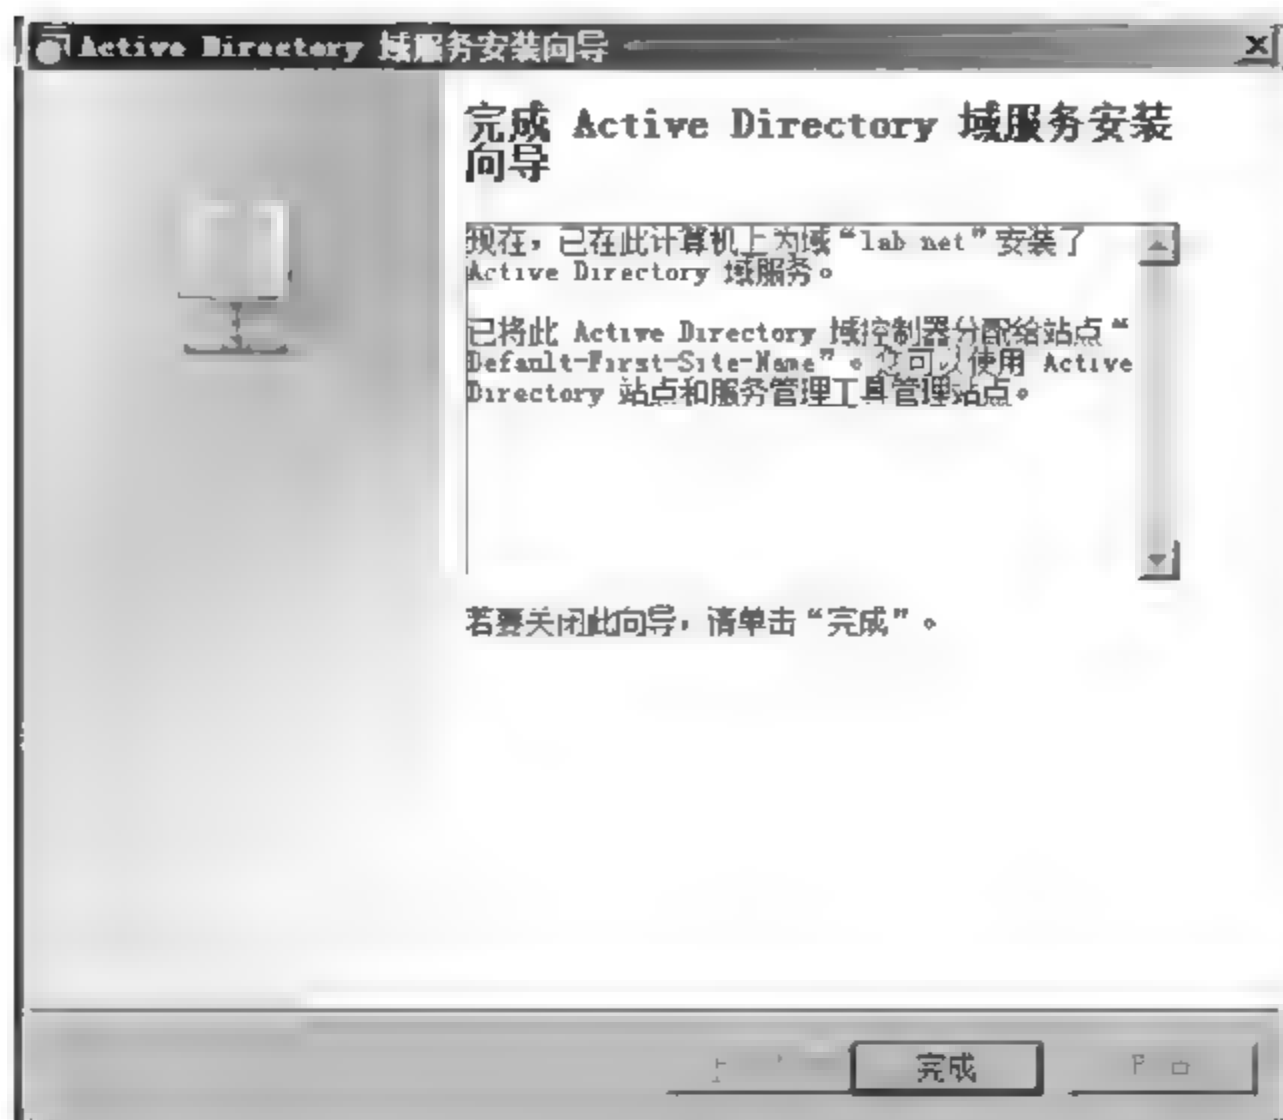 Active Directory 域服务安装向导
完成 Active Directory 域服务安装
向导
现在，已在此计算机上为域“lab net”安装了
Active Directory 域服务。
已将此 Active Directory 域控制器分配给站点“
Default-First-Site-Name”。您可以使用 Active
Directory 站点和服务管理工具管理站点。
若要关闭此向导，请单击“完成”。
完成